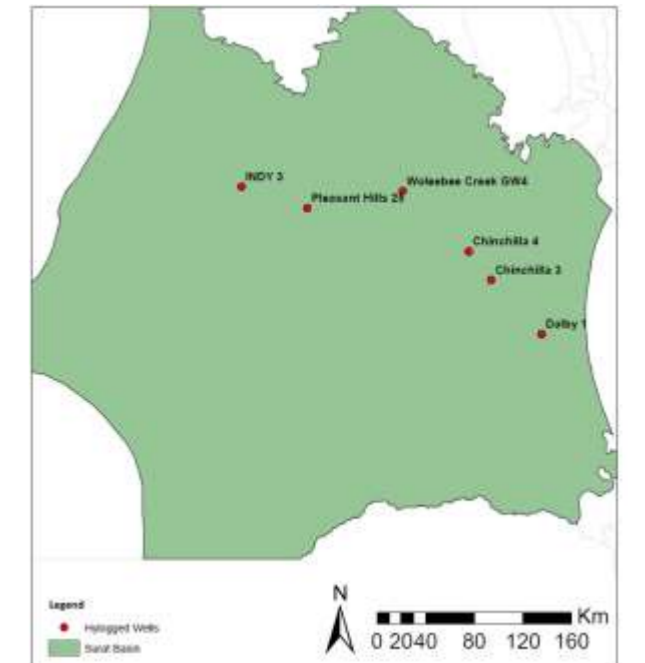 INDY 3
Woleebee Creek GW4
Pleasant Hills
Chinchilla 4
Chinchilla 3
Dalby 1
N
Legend
Hylogged Wells
Surat Basin
Km
0 20 40 80 120 160